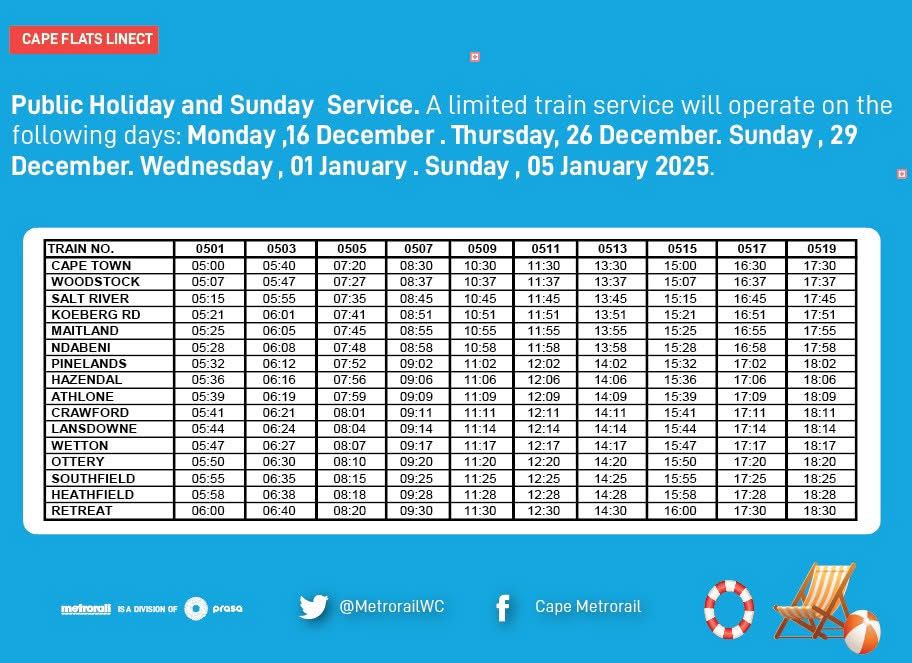 CAPE FLATS LINECT
Public Holiday and Sunday Service. A limited train service will operate on the
following days: Monday ,16 December . Thursday, 26 December. Sunday , 29
December. Wednesday , 01 January . Sunday , 05 January 2025.
TRAIN NO. 0501 0503 0505 0507 0509 0511 0513 0515 0517 0519
CAPE TOWN 05:00 05:40 07:20 08:30 10:30 11:30 13:30 15:00 16:30 17:30
WOODSTOCK 05:07 05:47 07:27 08:37 10:37 11:37 13:37 15:07 16:37 17:37
SALT RIVER 05:15 05:55 07:35 08:45 10:45 11:45 13:45 15:15 16:45 17:45
KOEBERG RD 05:21 06:01 07:41 08:51 10:51 11:51 13:51 15:21 16:51 17:51
MAITLAND 05:25 06:05 07:45 08:55 10:55 11:55 13:55 15:25 16:55 17:55
NDABENI 05:28 06:08 07:48 08:58 10:58 11:58 13:58 15:28 16:58 17:58
PINELANDS 05:32 06:12 07:52 09:02 11:02 12:02 14:02 15:32 17:02 18:02
HAZENDAL 05:36 06:16 07:56 09:06 11:06 12:06 14:06 15:36 17:06 18:06
ATHLONE 05:39 06:19 07:59 09:09 11:09 12:09 14:09 15:39 17:09 18:09
CRAWFORD 05:41 06:21 08:01 09:11 11:11 12:11 14:11 15:41 17:11 18:11
LANSDOWNE 05:44 06:24 08:04 09:14 11:14 12:14 14:14 15:44 17:14 18:14
WETTON 05:47 06:27 08:07 09:17 11:17 12:17 14:17 15:47 17:17 18:17
OTTERY 05:50 06:30 08:10 09:20 11:20 12:20 14:20 15:50 17:20 18:20
SOUTHFIELD 05:55 06:35 08:15 09:25 11:25 12:25 14:25 15:55 17:25 18:25
HEATHFIELD 05:58 06:38 08:18 09:28 11:28 12:28 14:28 15:58 17:28 18:28
RETREAT 06:00 06:40 08:20 09:30 11:30 12:30 14:30 16:00 17:30 18:30
metrorail IS A DIVISION OF prasa @MetrorailWC Cape Metrorail